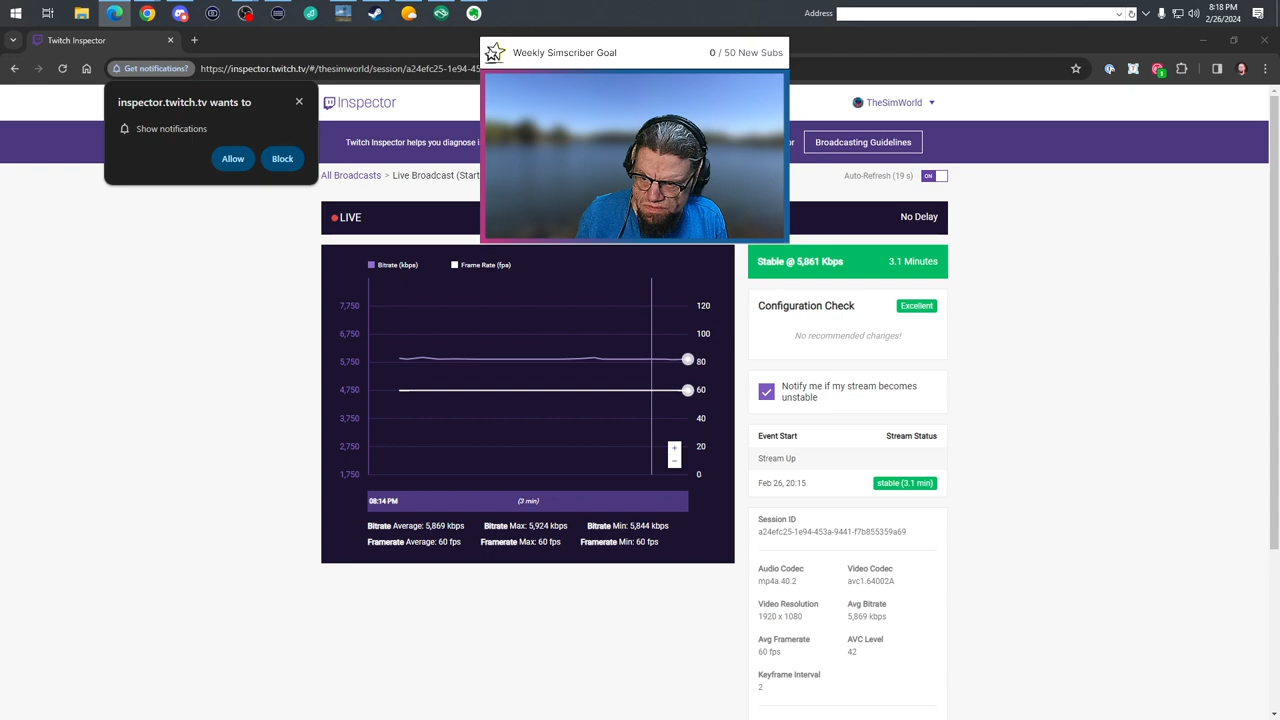 Address
8:18 PM
2/26/2024
Twitch Inspector
Weekly Simscriber Goal
0 / 50 New Subs
Get notifications?
https://inspector.twitch.tv/#/thesimworld/session/a24efc25-1e94-4
inspector.twitch.tv wants to
Show notifications
Allow
Block
Inspector
TheSimWorld
Twitch Inspector helps you diagnose i
or
Broadcasting Guidelines
All Broadcasts > Live Broadcast (Start
Auto-Refresh (19 s)
ON
LIVE
No Delay
Bitrate (kbps)
Frame Rate (fps)
7,750
6,750
5,750
4,750
3,750
2,750
1,750
120
100
80
60
40
20
0
+
−
08:14 PM
(3 min)
Bitrate Average: 5,869 kbps
Bitrate Max: 5,924 kbps
Bitrate Min: 5,844 kbps
Framerate Average: 60 fps
Framerate Max: 60 fps
Framerate Min: 60 fps
Stable @ 5,861 Kbps
3.1 Minutes
Configuration Check
Excellent
No recommended changes!
Notify me if my stream becomes
unstable
Event Start
Stream Status
Stream Up
Feb 26, 20:15
stable (3.1 min)
Session ID
a24efc25-1e94-453a-9441-f7b855359a69
Audio Codec
Video Codec
mp4a.40.2
avc1.64002A
Video Resolution
Avg Bitrate
1920 x 1080
5,869 kbps
Avg Framerate
AVC Level
60 fps
42
Keyframe Interval
2